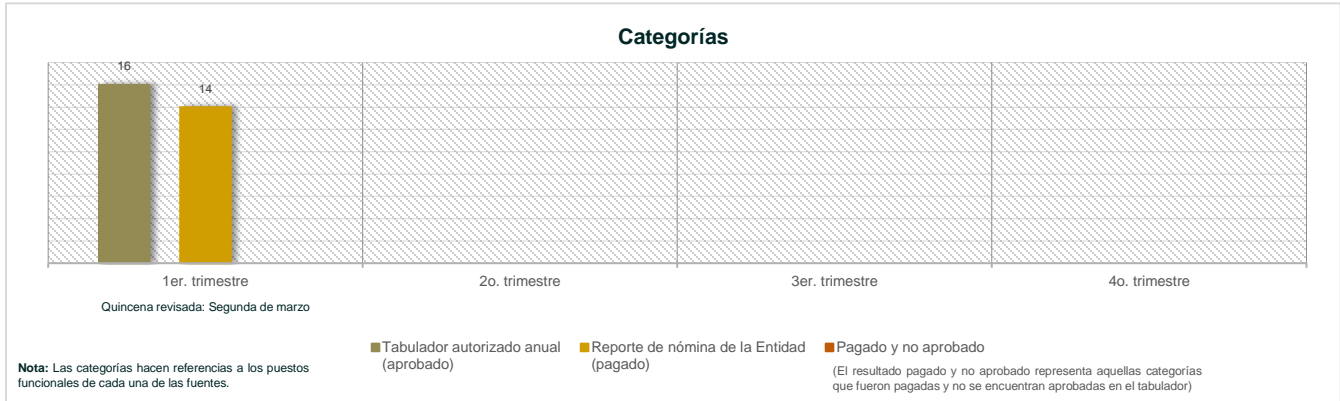 Categorías
16
14
1er. trimestre
2o. trimestre
3er. trimestre
4o. trimestre
Quincena revisada: Segunda de marzo
Tabulador autorizado anual
(aprobado)
Reporte de nómina de la Entidad
(pagado)
Pagado y no aprobado
(El resultado pagado y no aprobado representa aquellas categorías
que fueron pagadas y no se encuentran aprobadas en el tabulador)
Nota: Las categorías hacen referencias a los puestos
funcionales de cada una de las fuentes.